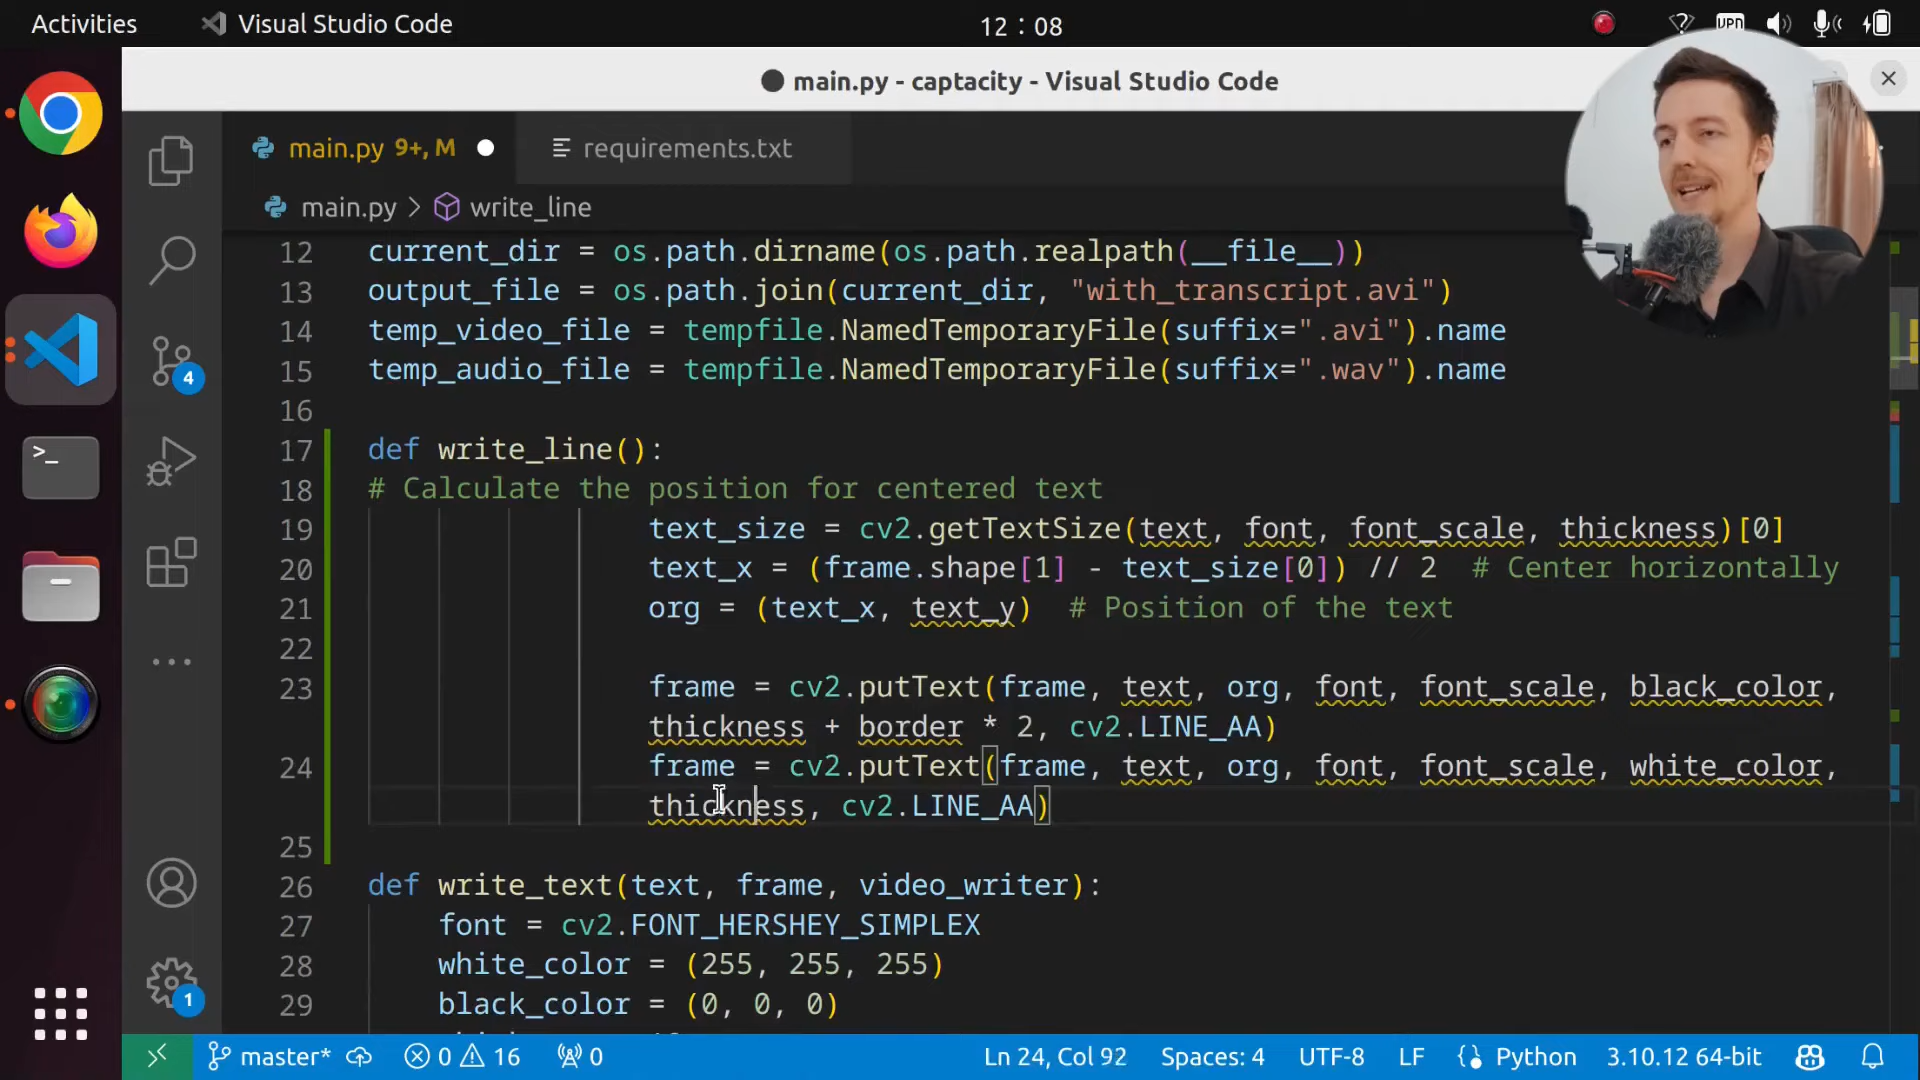 Activities
Visual Studio Code
12 : 08
VPN
main.py - captacity - Visual Studio Code
main.py 9+, M
requirements.txt
main.py > write_line
12 current_dir = os.path.dirname(os.path.realpath(__file__))
13 output_file = os.path.join(current_dir, "with_transcript.avi")
14 temp_video_file = tempfile.NamedTemporaryFile(suffix=".avi").name
15 temp_audio_file = tempfile.NamedTemporaryFile(suffix=".wav").name
16
17 def write_line():
18 # Calculate the position for centered text
19 text_size = cv2.getTextSize(text, font, font_scale, thickness)[0]
20 text_x = (frame.shape[1] - text_size[0]) // 2  # Center horizontally
21 org = (text_x, text_y)  # Position of the text
22
23 frame = cv2.putText(frame, text, org, font, font_scale, black_color,
thickness + border * 2, cv2.LINE_AA)
24 frame = cv2.putText(frame, text, org, font, font_scale, white_color,
thickness, cv2.LINE_AA)
25
26 def write_text(text, frame, video_writer):
27 font = cv2.FONT_HERSHEY_SIMPLEX
28 white_color = (255, 255, 255)
29 black_color = (0, 0, 0)
4
1
master*
0
16
0
Ln 24, Col 92
Spaces: 4
UTF-8
LF
Python
3.10.12 64-bit